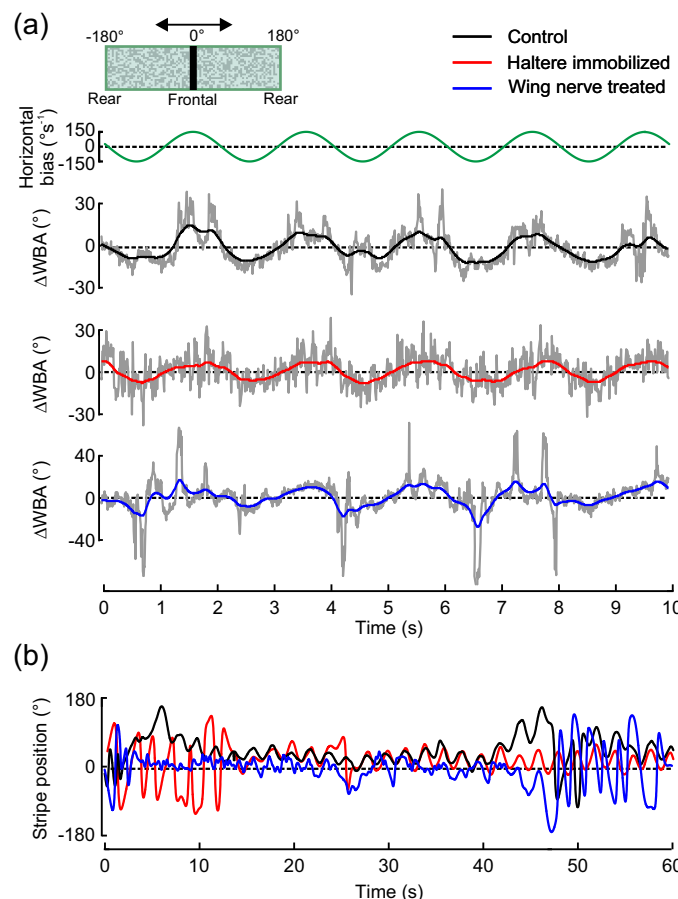 (a)
-180° 0° 180°
Rear Frontal Rear
Control
Haltere immobilized
Wing nerve treated
Horizontal
bias (°s⁻¹)
150
0
-150
ΔWBA (°)
30
0
-30
ΔWBA (°)
30
0
-30
ΔWBA (°)
40
0
-40
0 1 2 3 4 5 6 7 8 9 10
Time (s)
(b)
Stripe position (°)
180
0
-180
0 10 20 30 40 50 60
Time (s)